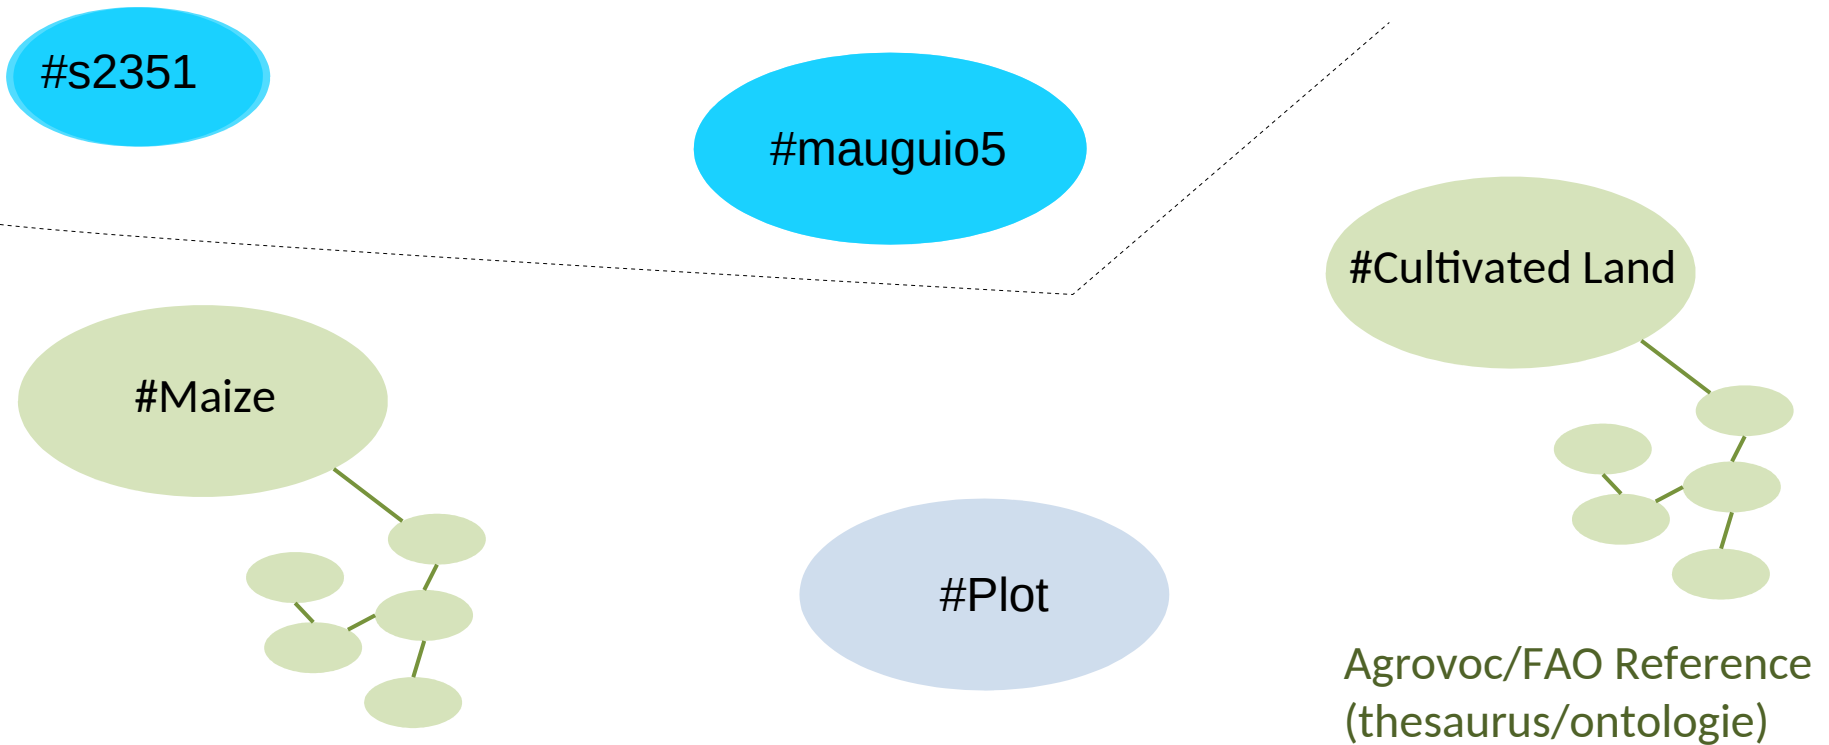 #s2351
#mauguio5
#Cultivated Land
#Maize
#Plot
Agrovoc/FAO Reference
(thesaurus/ontologie)